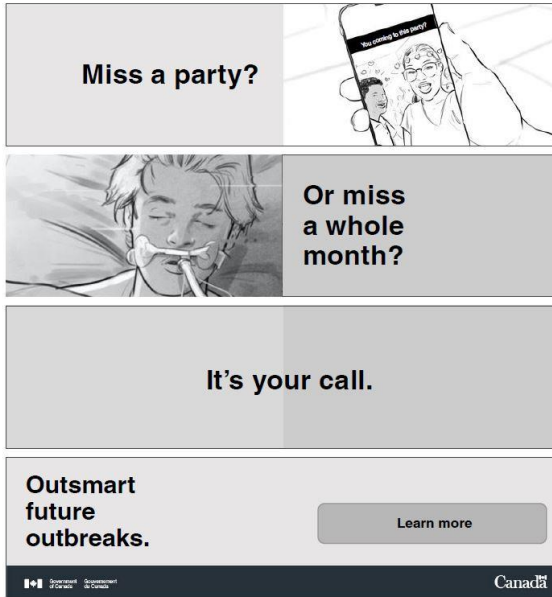 Miss a party?
You coming to this party?
Or miss
a whole
month?
It's your call.
Outsmart
future
outbreaks.
Learn more
Government Gouvernement
of Canada du Canada
Canada